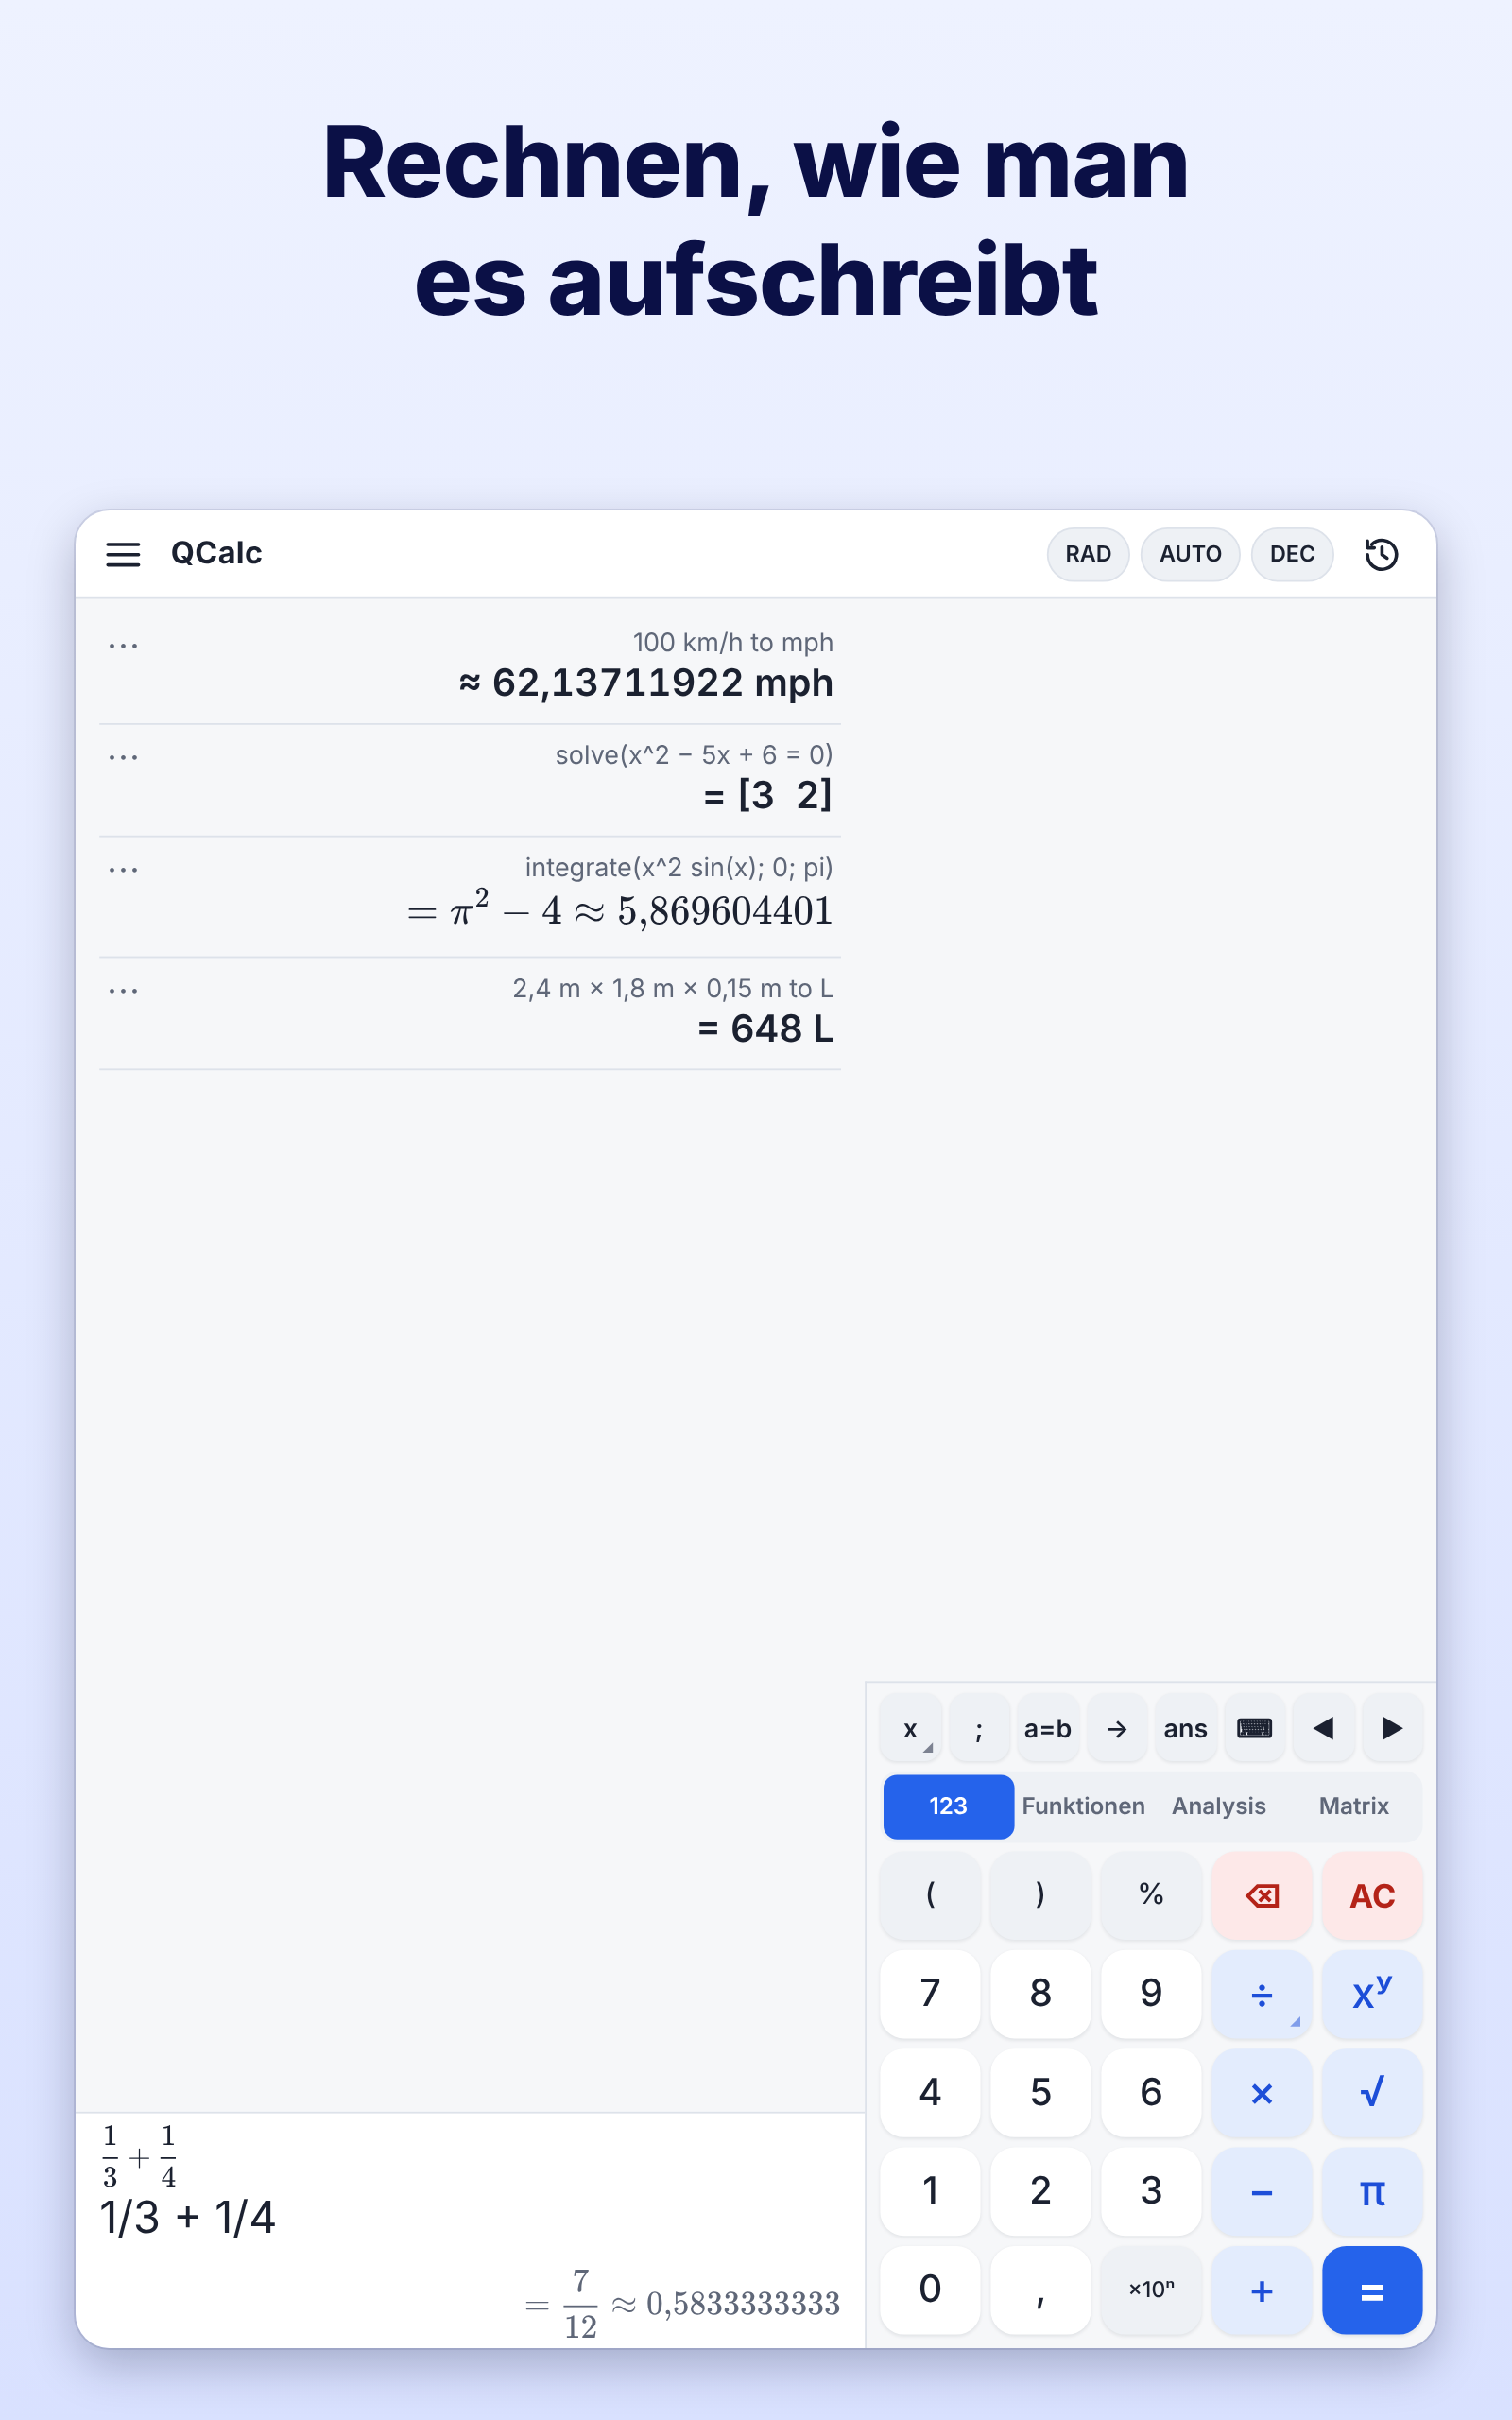 Rechnen, wie man
es aufschreibt
QCalc
RAD AUTO DEC
100 km/h to mph
≈ 62,13711922 mph
solve(x^2 − 5x + 6 = 0)
= [3 2]
integrate(x^2 sin(x); 0; pi)
= π² − 4 ≈ 5,869604401
2,4 m × 1,8 m × 0,15 m to L
= 648 L
1/3 + 1/4
1/3 + 1/4
= 7/12 ≈ 0,5833333333
x ; a=b → ans ⌨ ◀ ▶
123 Funktionen Analysis Matrix
( ) % ⌫ AC
7 8 9 ÷ xʸ
4 5 6 × √
1 2 3 − π
0 , ×10ⁿ + =